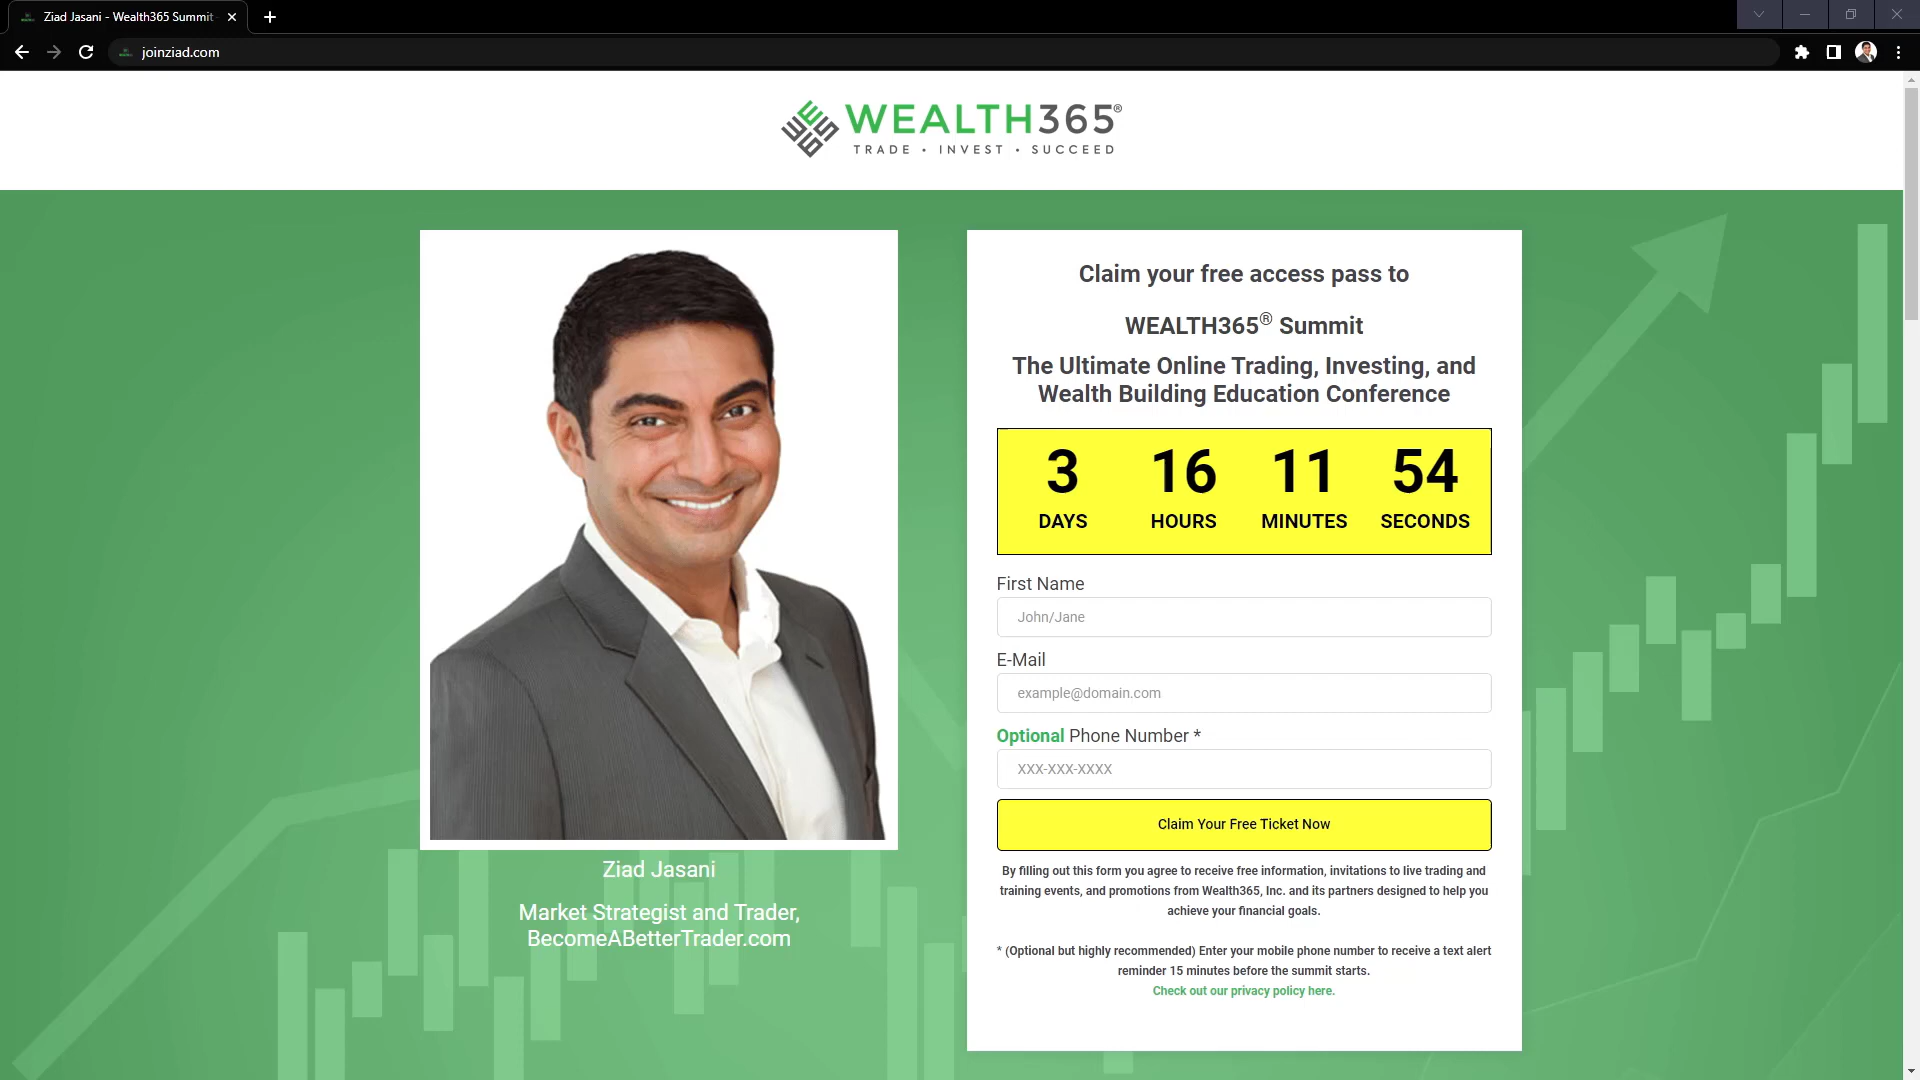 Ziad Jasani - Wealth365 Summit
joinziad.com
WEALTH365®
TRADE • INVEST • SUCCEED
Ziad Jasani
Market Strategist and Trader,
BecomeABetterTrader.com
Claim your free access pass to
WEALTH365® Summit
The Ultimate Online Trading, Investing, and
Wealth Building Education Conference
3 16 11 54
DAYS HOURS MINUTES SECONDS
First Name
John/Jane
E-Mail
example@domain.com
Optional Phone Number *
XXX-XXX-XXXX
Claim Your Free Ticket Now
By filling out this form you agree to receive free information, invitations to live trading and
training events, and promotions from Wealth365, Inc. and its partners designed to help you
achieve your financial goals.
* (Optional but highly recommended) Enter your mobile phone number to receive a text alert
reminder 15 minutes before the summit starts.
Check out our privacy policy here.